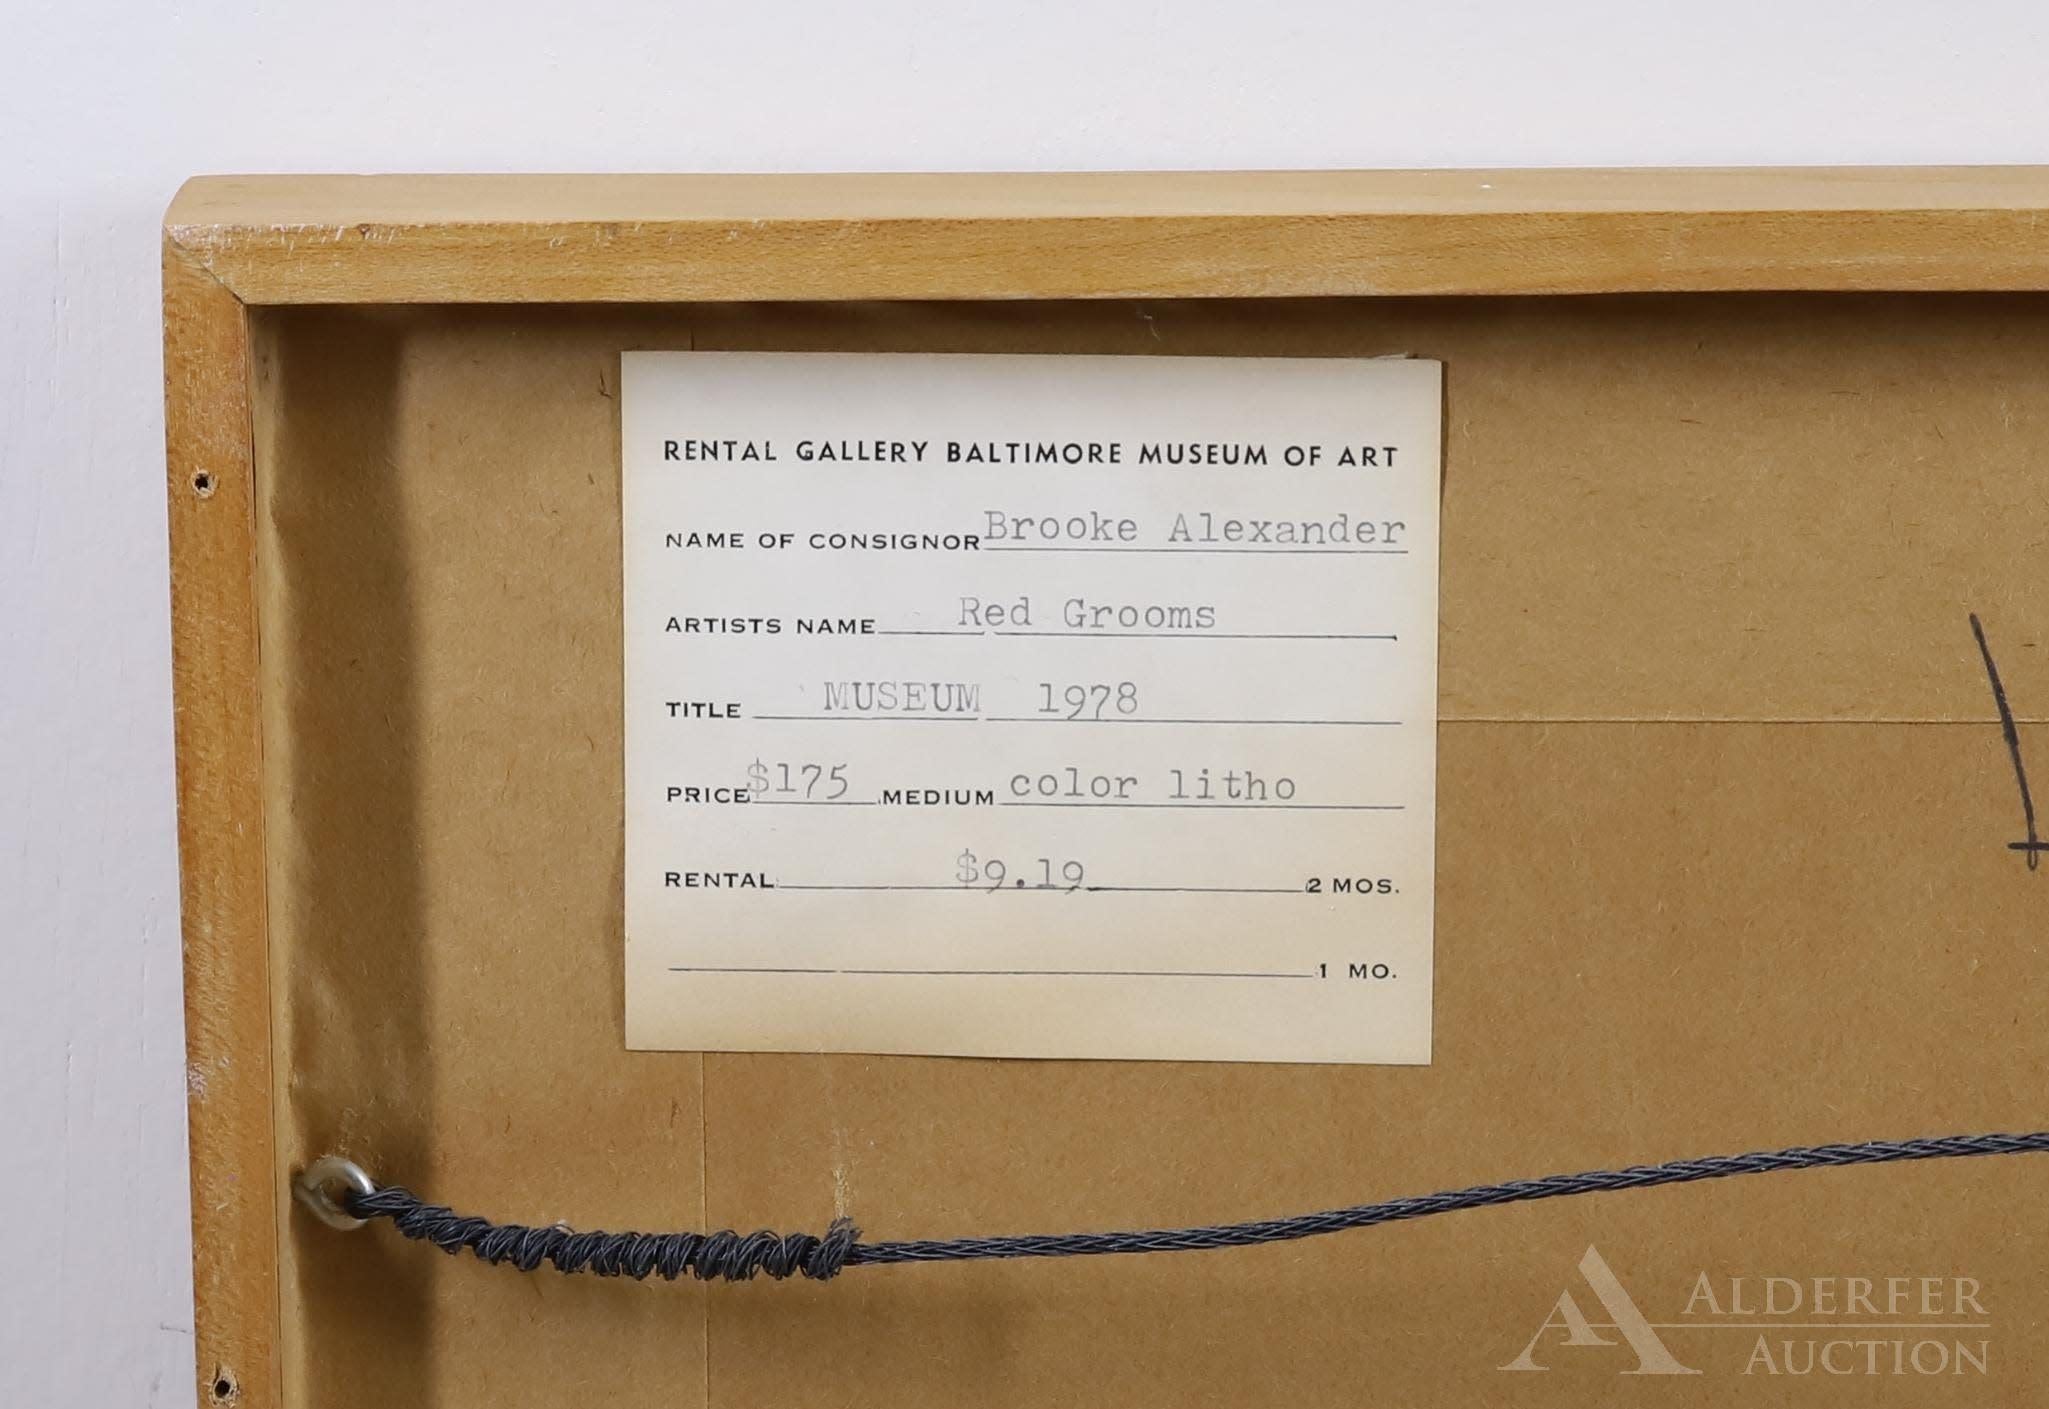 RENTAL GALLERY BALTIMORE MUSEUM OF ART
NAME OF CONSIGNOR Brooke Alexander
ARTISTS NAME Red Grooms
TITLE MUSEUM 1978
PRICE $175 MEDIUM color litho
RENTAL $9.19 2 MOS.
1 MO.
ALDERFER
AUCTION